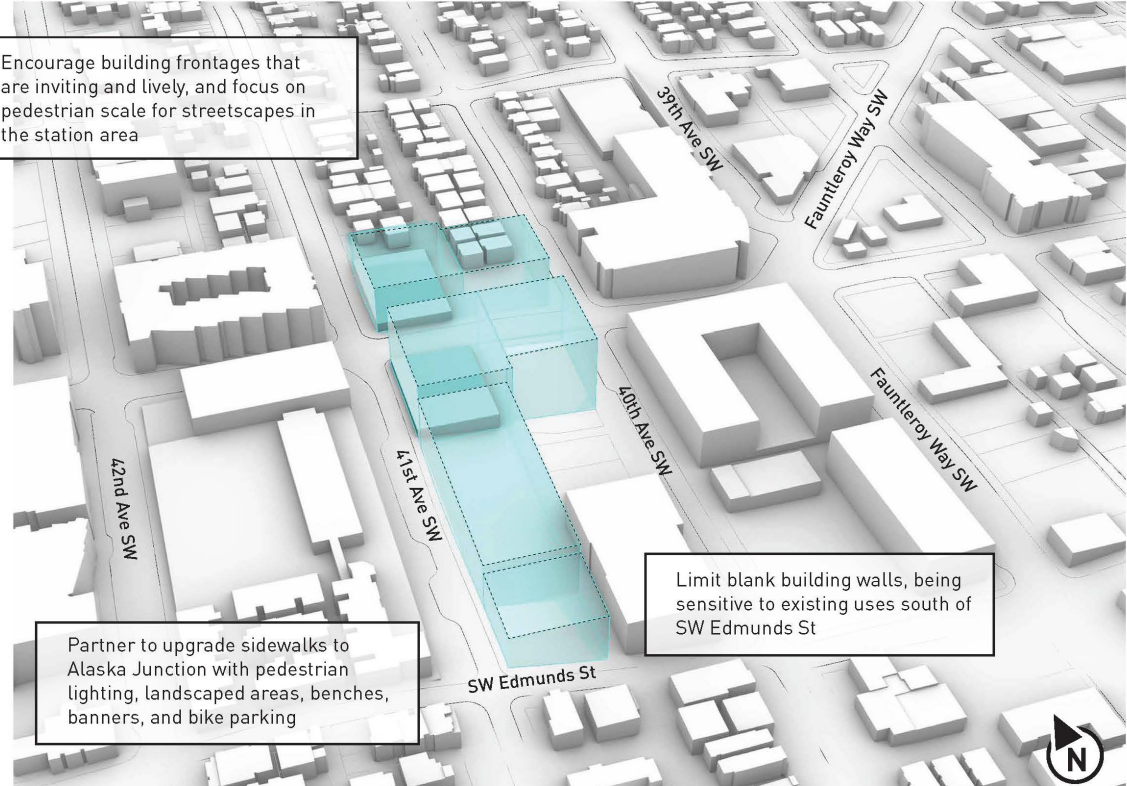 Encourage building frontages that
are inviting and lively, and focus on
pedestrian scale for streetscapes in
the station area
39th Ave SW
Fauntleroy Way SW
42nd Ave SW
41st Ave SW
40th Ave SW
Fauntleroy Way SW
Limit blank building walls, being
sensitive to existing uses south of
SW Edmunds St
Partner to upgrade sidewalks to
Alaska Junction with pedestrian
lighting, landscaped areas, benches,
banners, and bike parking
SW Edmunds St
N